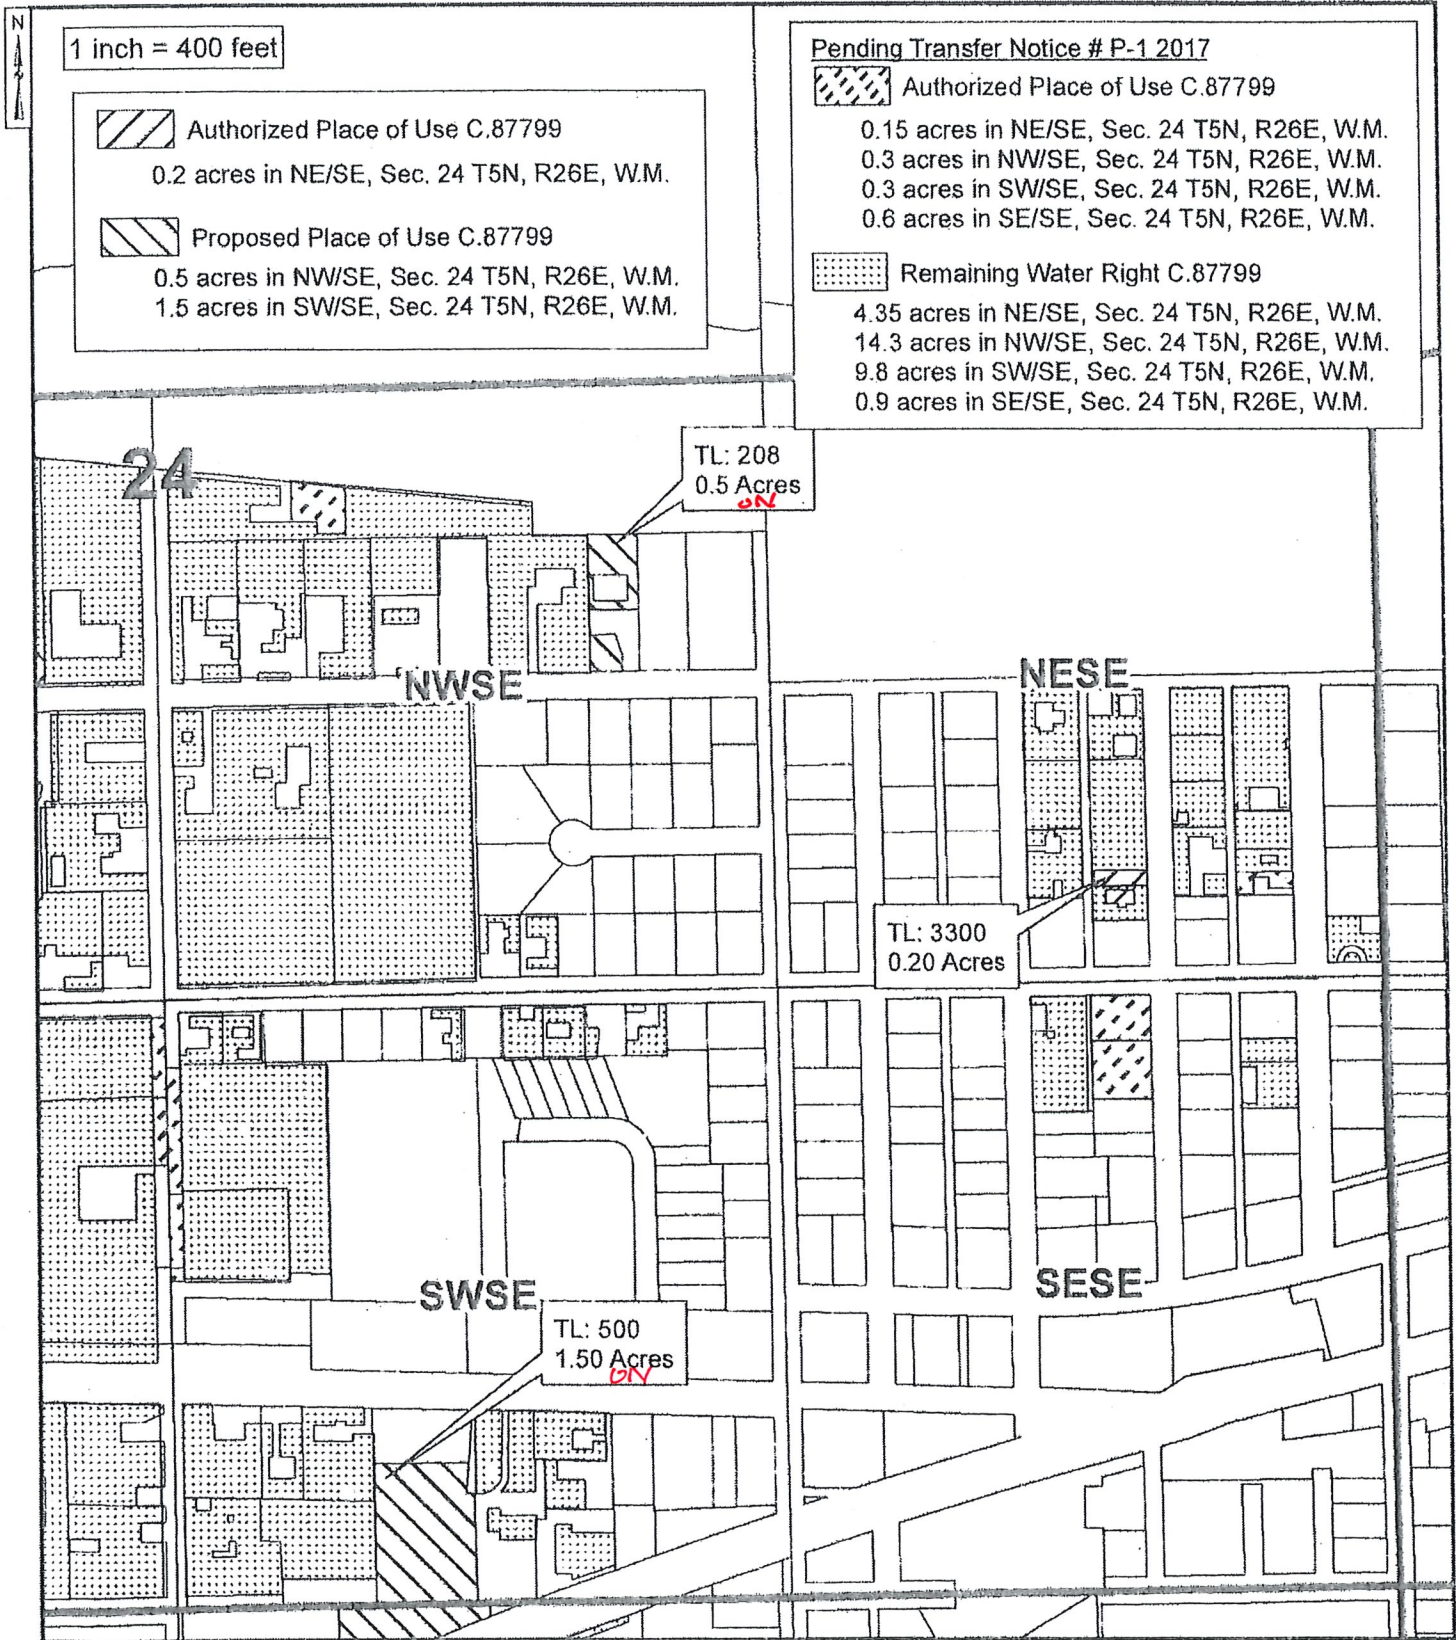 N
1 inch = 400 feet
Authorized Place of Use C.87799
0.2 acres in NE/SE, Sec. 24 T5N, R26E, W.M.
Proposed Place of Use C.87799
0.5 acres in NW/SE, Sec. 24 T5N, R26E, W.M.
1.5 acres in SW/SE, Sec. 24 T5N, R26E, W.M.
Pending Transfer Notice # P-1 2017
Authorized Place of Use C.87799
0.15 acres in NE/SE, Sec. 24 T5N, R26E, W.M.
0.3 acres in NW/SE, Sec. 24 T5N, R26E, W.M.
0.3 acres in SW/SE, Sec. 24 T5N, R26E, W.M.
0.6 acres in SE/SE, Sec. 24 T5N, R26E, W.M.
Remaining Water Right C.87799
4.35 acres in NE/SE, Sec. 24 T5N, R26E, W.M.
14.3 acres in NW/SE, Sec. 24 T5N, R26E, W.M.
9.8 acres in SW/SE, Sec. 24 T5N, R26E, W.M.
0.9 acres in SE/SE, Sec. 24 T5N, R26E, W.M.
24
TL: 208
0.5 Acres
ON
NWSE
NESE
TL: 3300
0.20 Acres
SWSE
SESE
TL: 500
1.50 Acres
ON